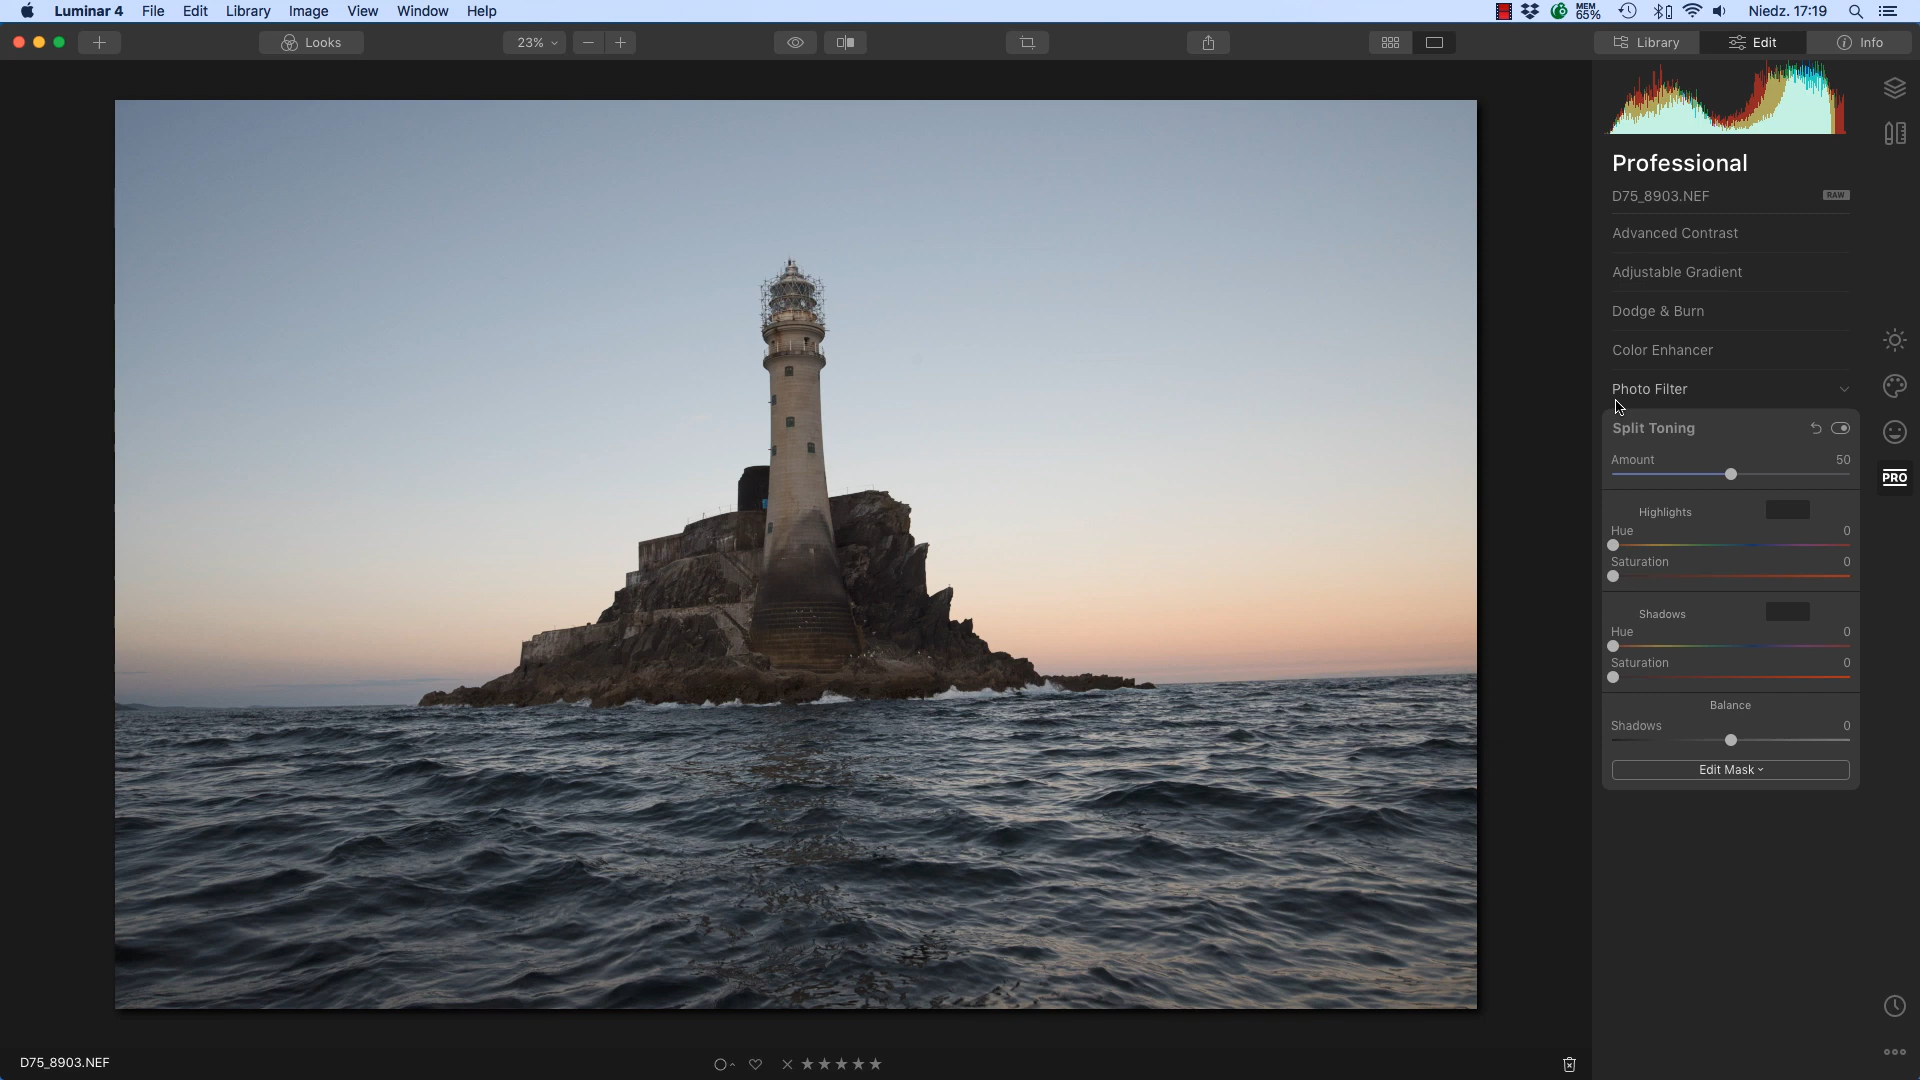 Luminar 4 File Edit Library Image View Window Help MEM 65% Niedz. 17:19
Looks 23% Library Edit Info
Professional
D75_8903.NEF RAW
Advanced Contrast
Adjustable Gradient
Dodge & Burn
Color Enhancer
Photo Filter
Split Toning
Amount 50
PRO
Highlights
Hue 0
Saturation 0
Shadows
Hue 0
Saturation 0
Balance
Shadows 0
Edit Mask
D75_8903.NEF